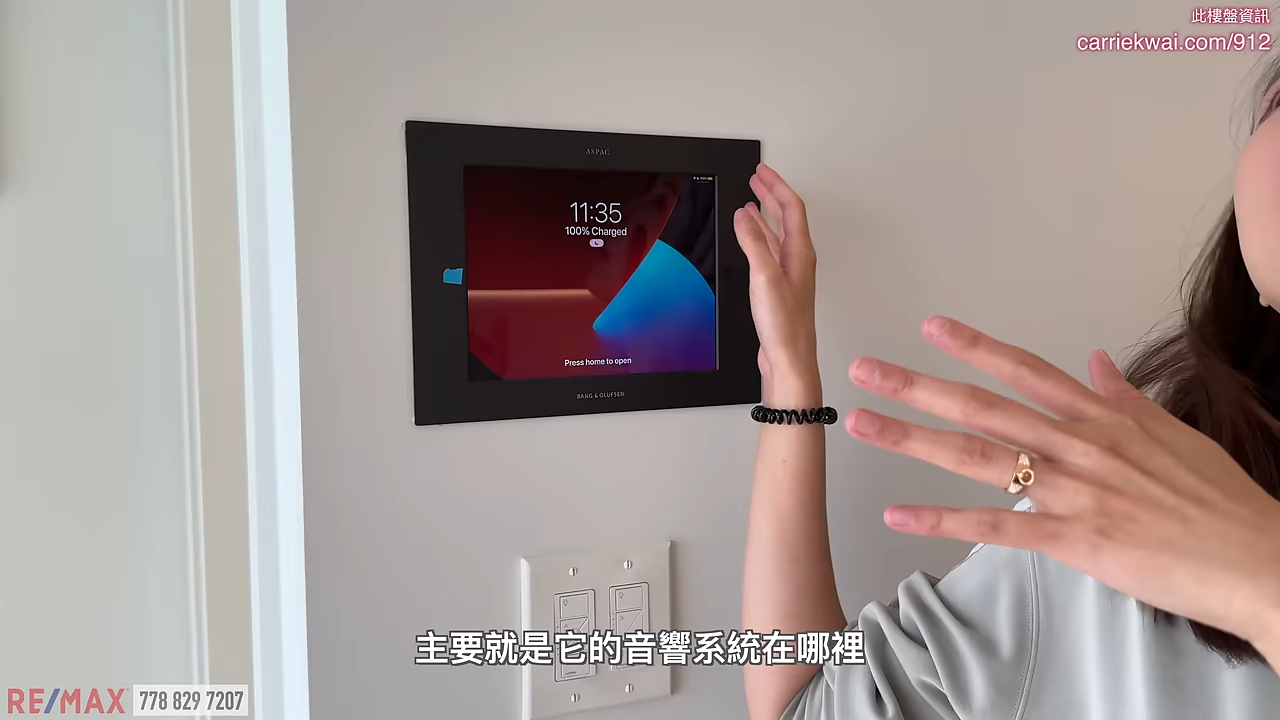 此樓盤資訊
carriekwai.com/912
ASPAC
11:35
100% Charged
Press home to open
BANG & OLUFSEN
主要就是它的音響系統在哪裡
RE/MAX 778 829 7207